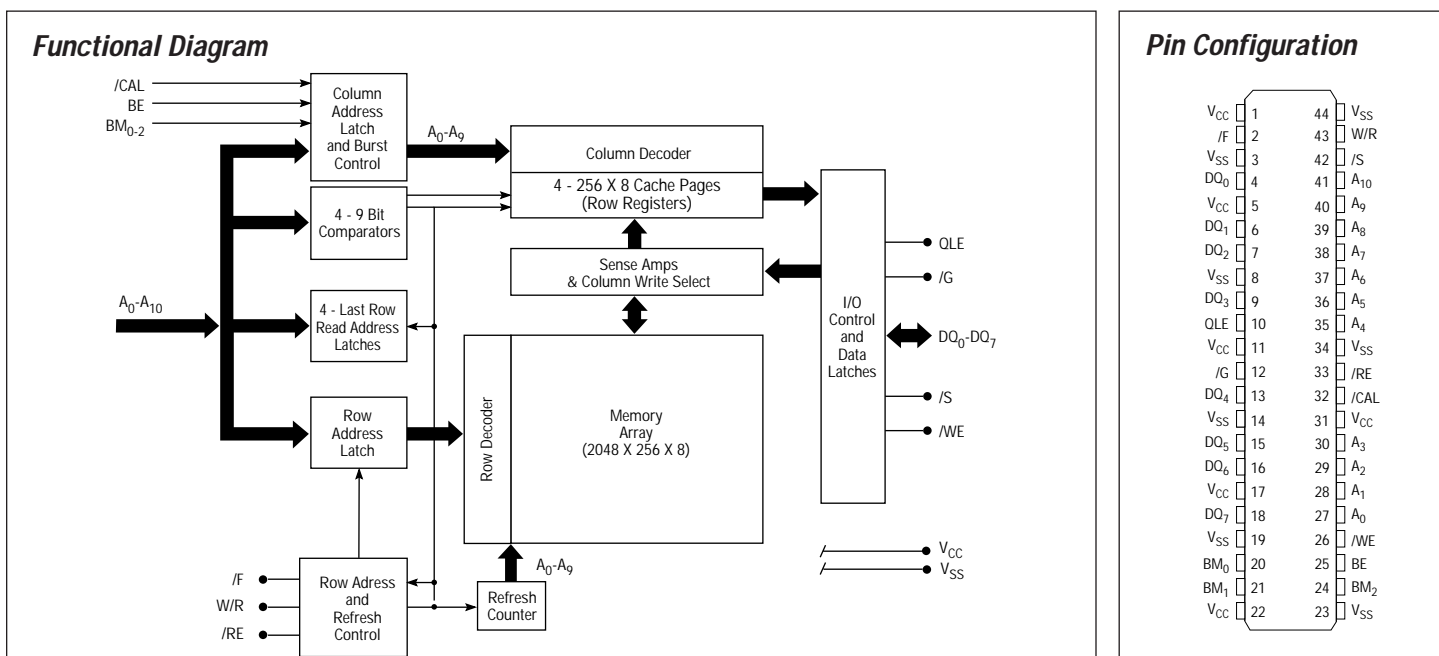 Functional Diagram
/CAL
BE
BM0-2
Column
Address
Latch
and Burst
Control
A0-A9
Column Decoder
4 - 256 X 8 Cache Pages
(Row Registers)
4 - 9 Bit
Comparators
Sense Amps
& Column Write Select
A0-A10
4 - Last Row
Read Address
Latches
I/O
Control
and
Data
Latches
QLE
/G
DQ0-DQ7
/S
/WE
Row
Address
Latch
Row Decoder
Memory
Array
(2048 X 256 X 8)
/F
W/R
/RE
Row Adress
and
Refresh
Control
A0-A9
Refresh
Counter
VCC
VSS
Pin Configuration
VCC 1 44 VSS
/F 2 43 W/R
VSS 3 42 /S
DQ0 4 41 A10
VCC 5 40 A9
DQ1 6 39 A8
DQ2 7 38 A7
VSS 8 37 A6
DQ3 9 36 A5
QLE 10 35 A4
VCC 11 34 VSS
/G 12 33 /RE
DQ4 13 32 /CAL
VSS 14 31 VCC
DQ5 15 30 A3
DQ6 16 29 A2
VCC 17 28 A1
DQ7 18 27 A0
VSS 19 26 /WE
BM0 20 25 BE
BM1 21 24 BM2
VCC 22 23 VSS